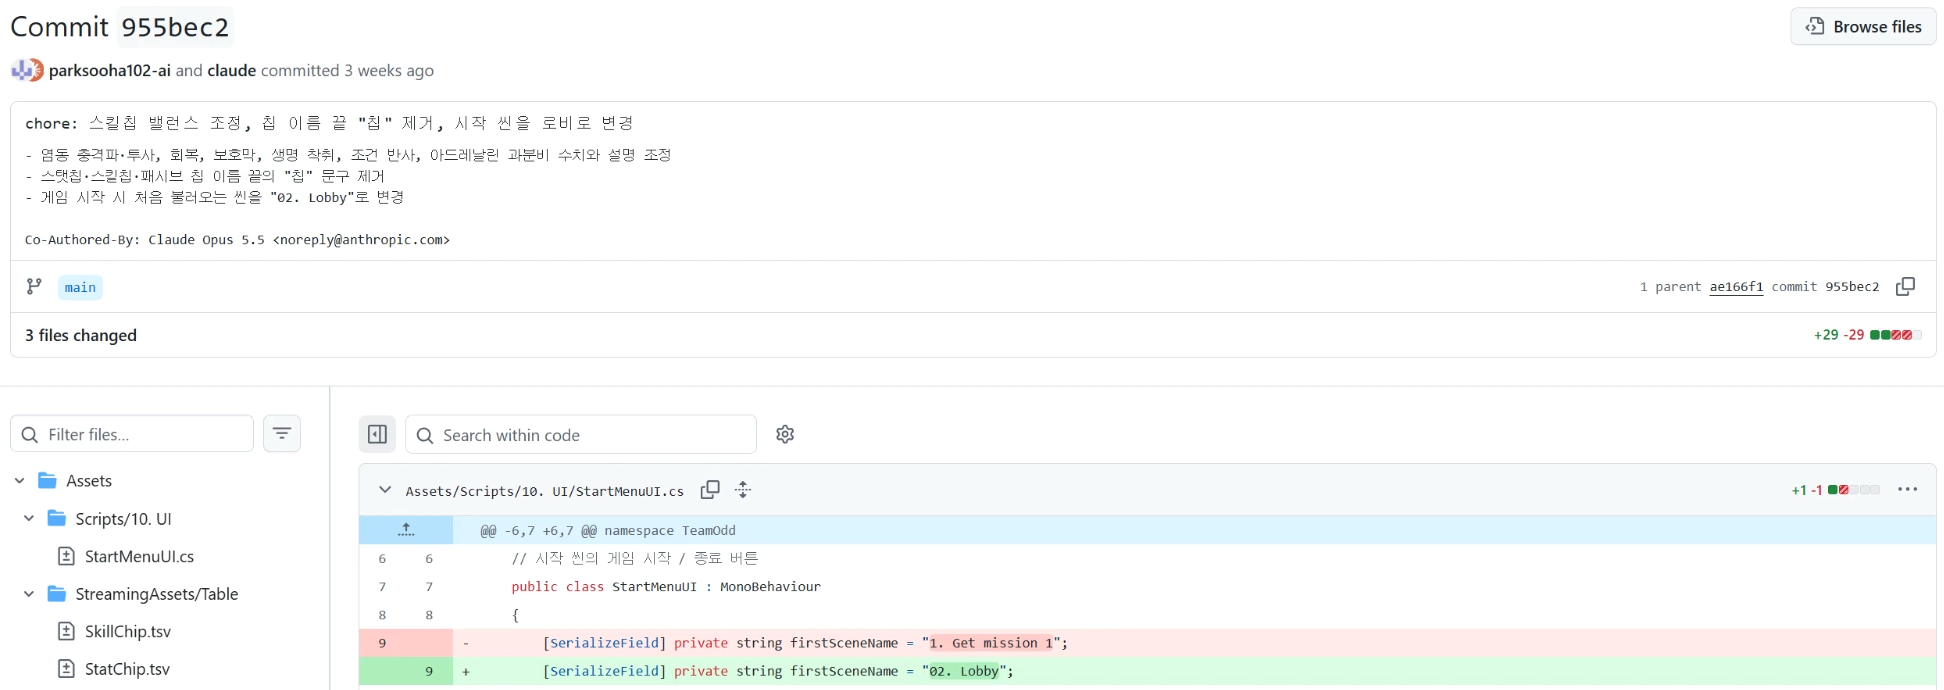 Commit 955bec2
Browse files
parksooha102-ai and claude committed 3 weeks ago
chore: 스킬칩 밸런스 조정, 칩 이름 끝 "칩" 제거, 시작 씬을 로비로 변경
- 염동 충격파·투사, 회복, 보호막, 생명 착취, 조건 반사, 아드레날린 과분비 수치와 설명 조정
- 스탯칩·스킬칩·패시브 칩 이름 끝의 "칩" 문구 제거
- 게임 시작 시 처음 불러오는 씬을 "02. Lobby"로 변경
Co-Authored-By: Claude Opus 5.5 <noreply@anthropic.com>
main
1 parent ae166f1 commit 955bec2
3 files changed
+29 -29
Filter files...
Search within code
Assets
Scripts/10. UI
StartMenuUI.cs
StreamingAssets/Table
SkillChip.tsv
StatChip.tsv
Assets/Scripts/10. UI/StartMenuUI.cs
+1 -1
@@ -6,7 +6,7 @@ namespace TeamOdd
6 6 // 시작 씬의 게임 시작 / 종료 버튼
7 7 public class StartMenuUI : MonoBehaviour
8 8 {
9 - [SerializeField] private string firstSceneName = "1. Get mission 1";
9 + [SerializeField] private string firstSceneName = "02. Lobby";